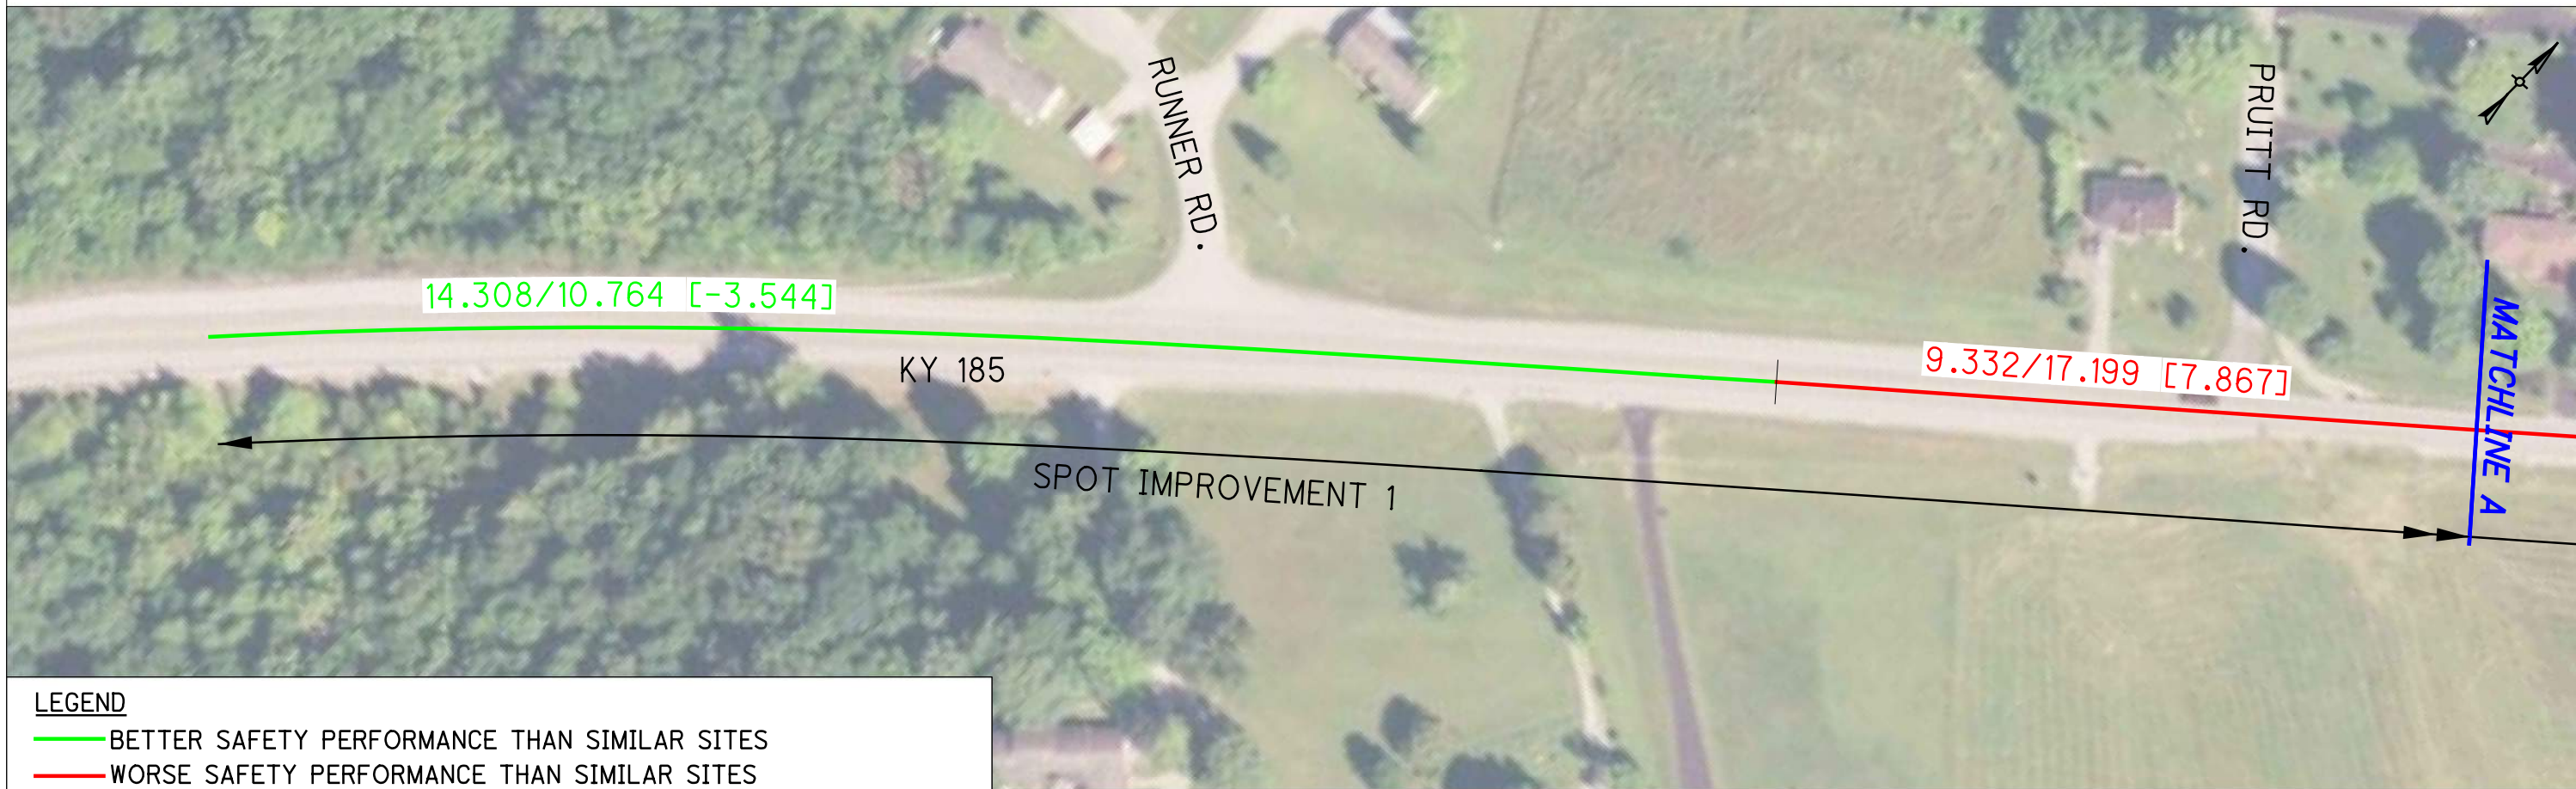 RUNNER RD.
PRUITT RD.
14.308/10.764 [-3.544]
KY 185
9.332/17.199 [7.867]
MATCHLINE A
SPOT IMPROVEMENT 1
LEGEND
BETTER SAFETY PERFORMANCE THAN SIMILAR SITES
WORSE SAFETY PERFORMANCE THAN SIMILAR SITES